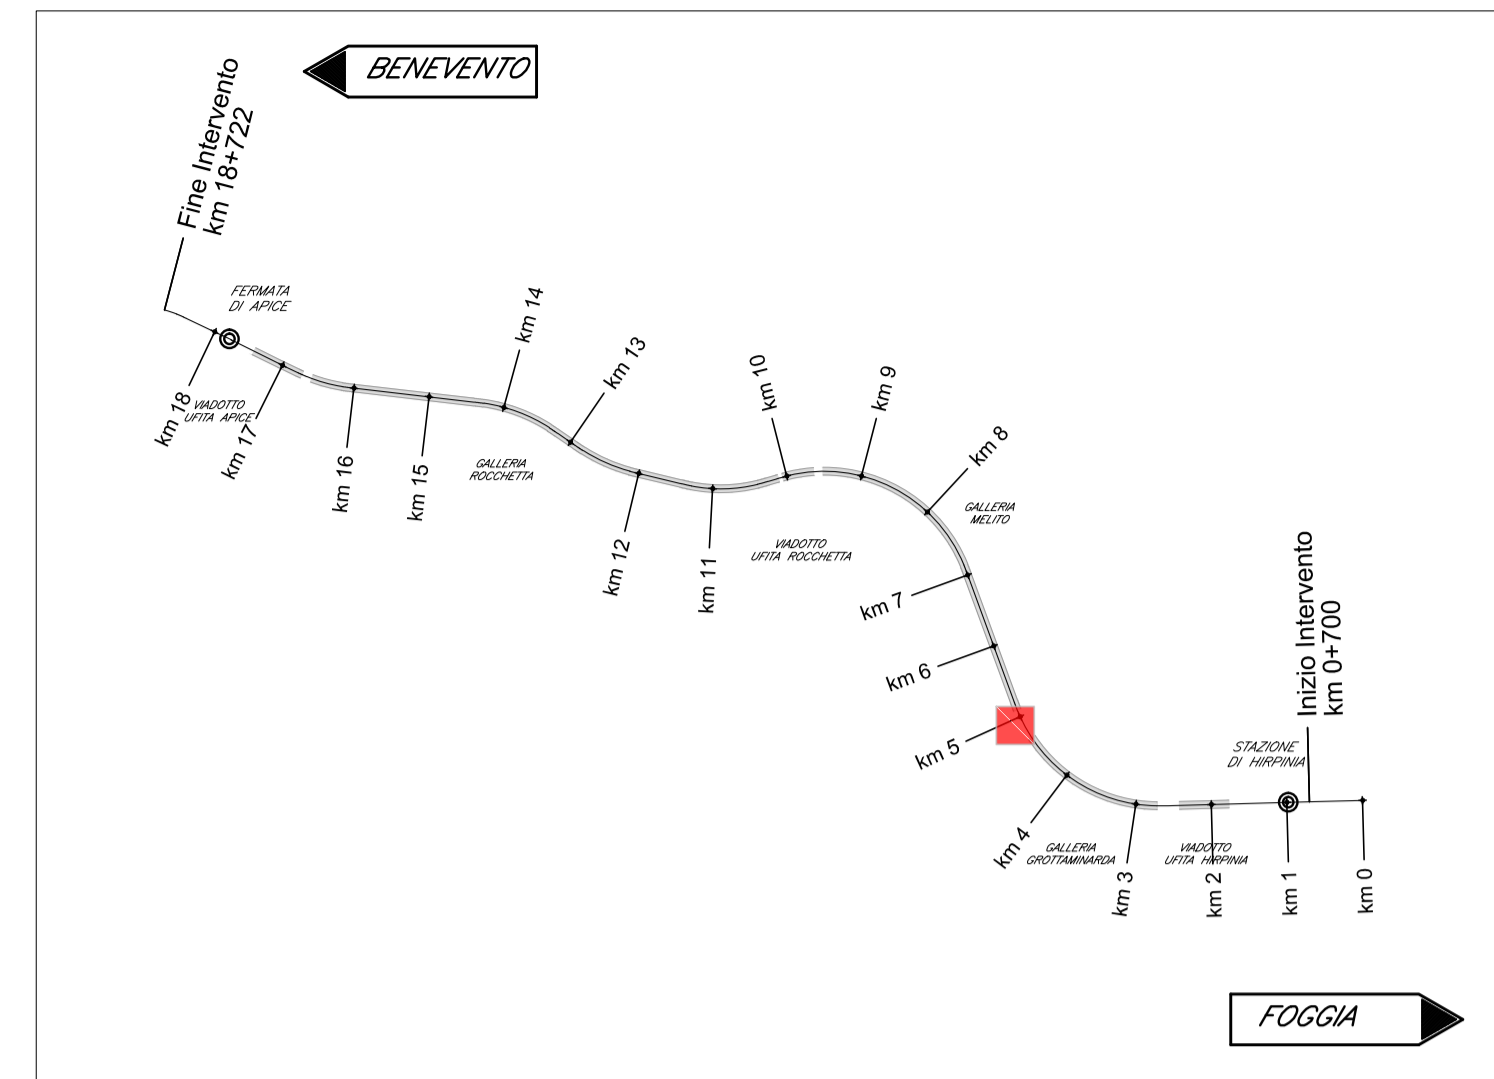 BENEVENTO
Fine Intervento
km 18+722
FERMATA
DI APICE
km 18
VIADOTTO
UFITA APICE
km 17
km 16
km 15
km 14
GALLERIA
ROCCHETTA
km 13
km 12
km 11
km 10
VIADOTTO
UFITA ROCCHETTA
km 9
km 8
GALLERIA
MELITO
km 7
km 6
km 5
km 4
GALLERIA
GROTTAMINARDA
km 3
VIADOTTO
UFITA HIRPINIA
km 2
STAZIONE
DI HIRPINIA
km 1
Inizio Intervento
km 0+700
km 0
FOGGIA